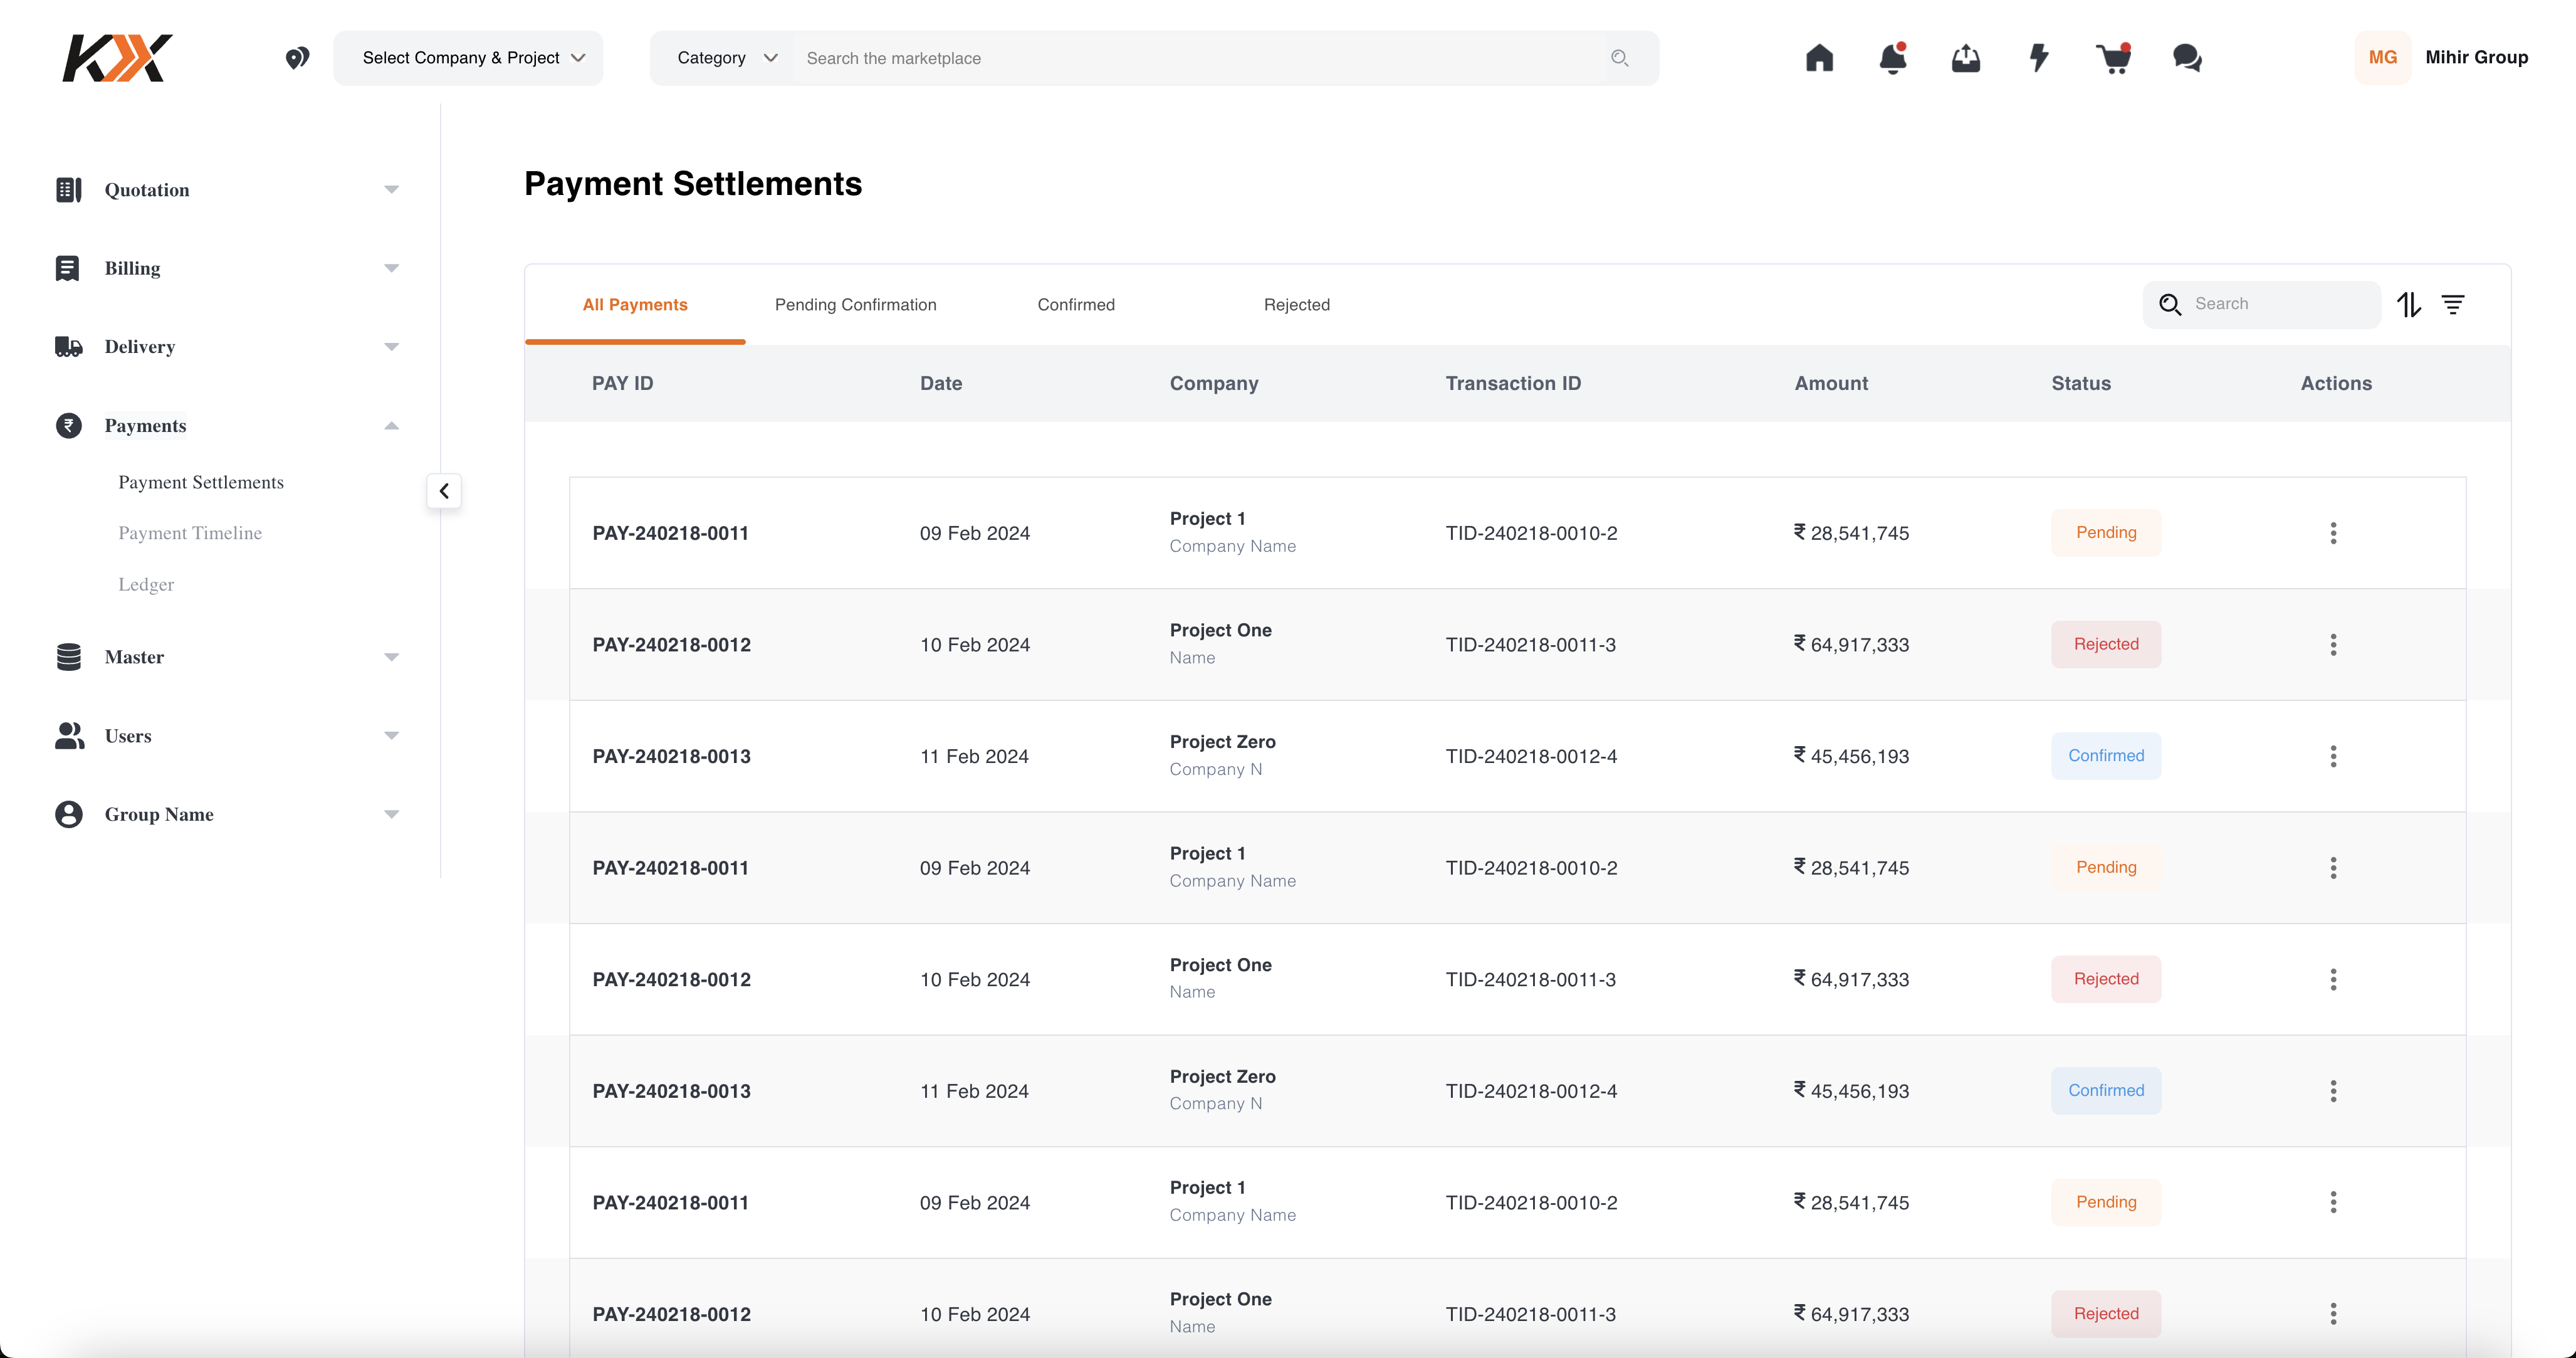 KX
Select Company & Project
Category
Search the marketplace
MG
Mihir Group
Quotation
Billing
Delivery
Payments
Payment Settlements
Payment Timeline
Ledger
Master
Users
Group Name
Payment Settlements
All Payments
Pending Confirmation
Confirmed
Rejected
Search
PAY ID
Date
Company
Transaction ID
Amount
Status
Actions
PAY-240218-0011
09 Feb 2024
Project 1
Company Name
TID-240218-0010-2
₹ 28,541,745
Pending
PAY-240218-0012
10 Feb 2024
Project One
Name
TID-240218-0011-3
₹ 64,917,333
Rejected
PAY-240218-0013
11 Feb 2024
Project Zero
Company N
TID-240218-0012-4
₹ 45,456,193
Confirmed
PAY-240218-0011
09 Feb 2024
Project 1
Company Name
TID-240218-0010-2
₹ 28,541,745
Pending
PAY-240218-0012
10 Feb 2024
Project One
Name
TID-240218-0011-3
₹ 64,917,333
Rejected
PAY-240218-0013
11 Feb 2024
Project Zero
Company N
TID-240218-0012-4
₹ 45,456,193
Confirmed
PAY-240218-0011
09 Feb 2024
Project 1
Company Name
TID-240218-0010-2
₹ 28,541,745
Pending
PAY-240218-0012
10 Feb 2024
Project One
Name
TID-240218-0011-3
₹ 64,917,333
Rejected